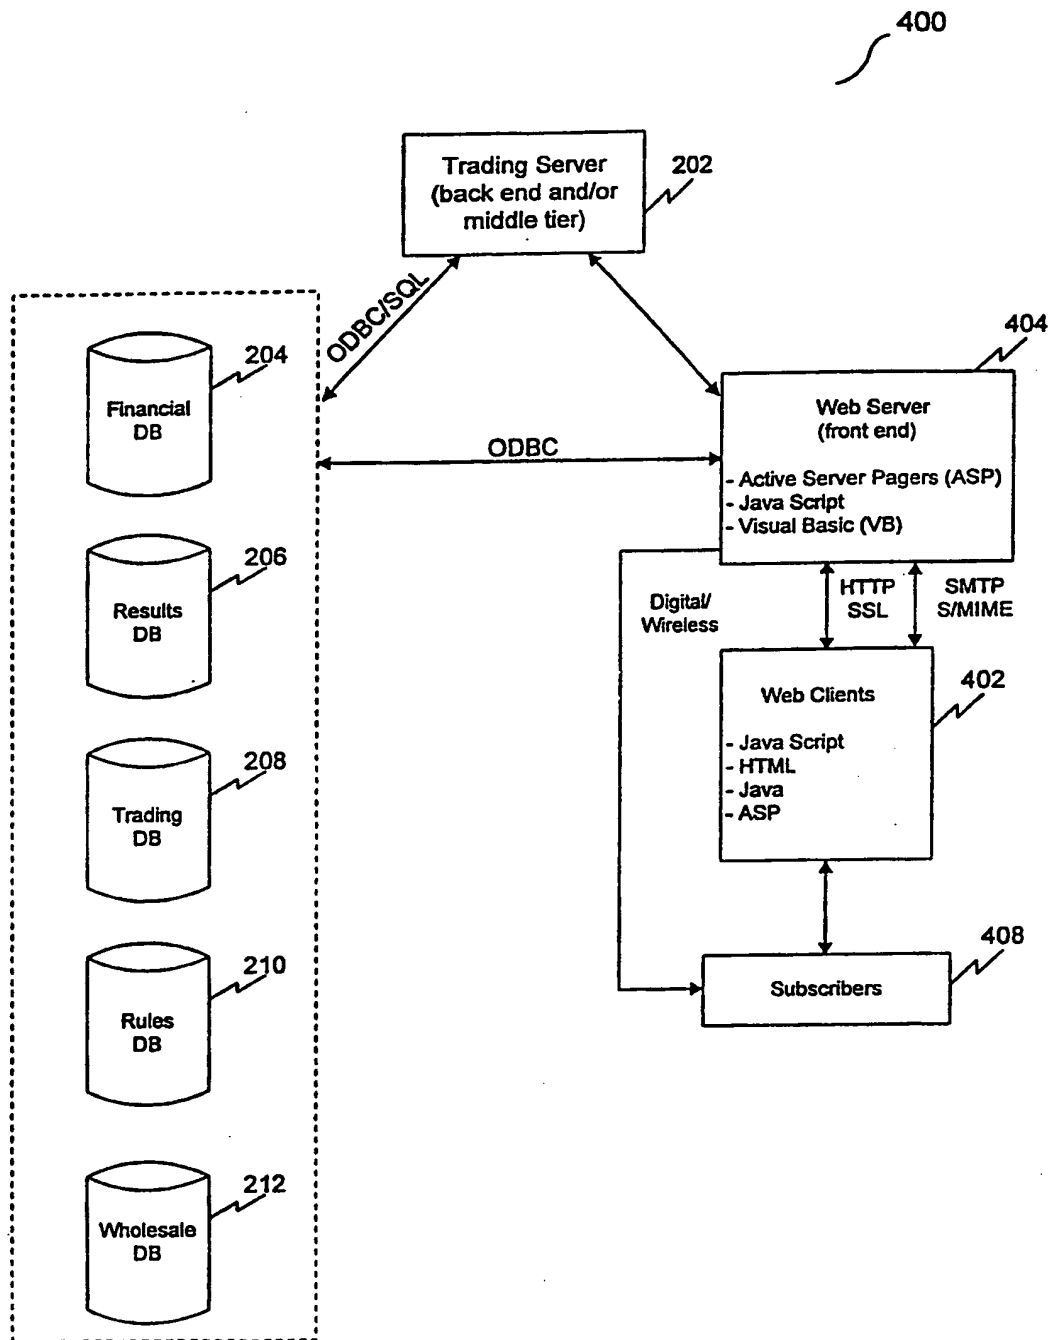 400
Trading Server
(back end and/or
middle tier)
202
ODBC/SQL
204
Financial
DB
206
Results
DB
208
Trading
DB
210
Rules
DB
212
Wholesale
DB
ODBC
404
Web Server
(front end)
- Active Server Pagers (ASP)
- Java Script
- Visual Basic (VB)
Digital/
Wireless
HTTP
SSL
SMTP
S/MIME
402
Web Clients
- Java Script
- HTML
- Java
- ASP
408
Subscribers